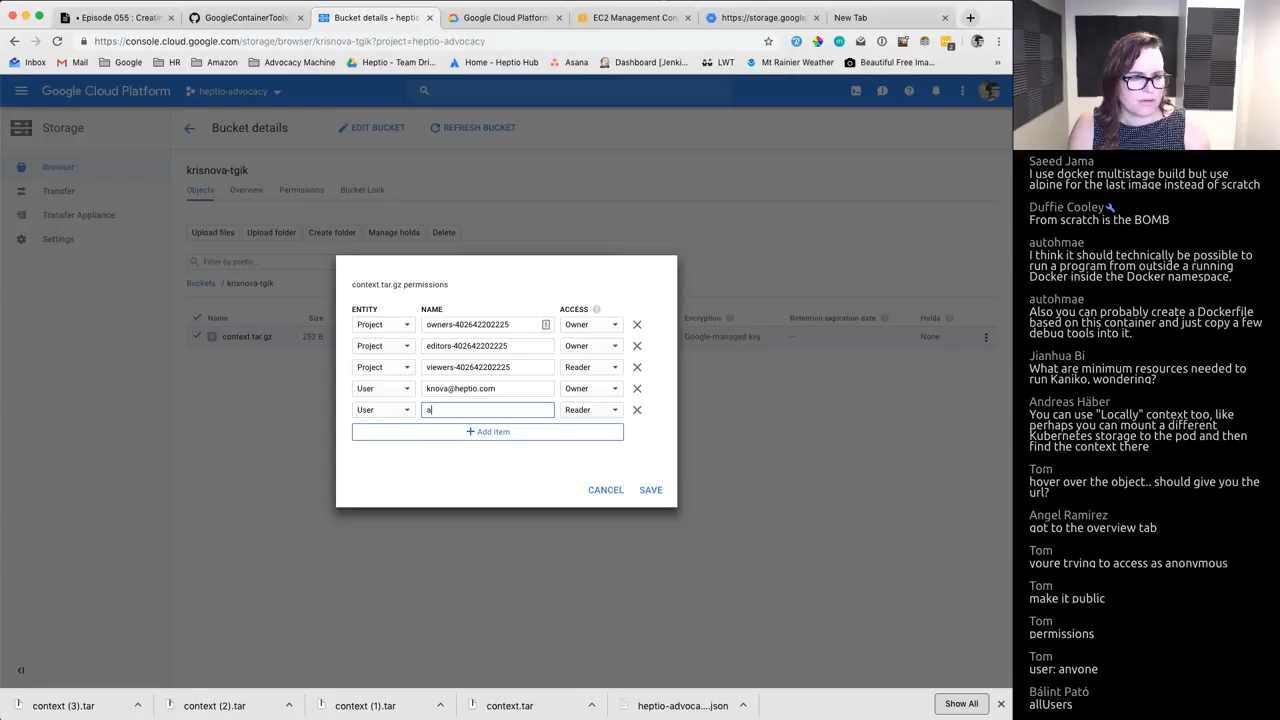 • Episode 055 : Creatin
GoogleContainerTools
Bucket details - heptio
Google Cloud Platform
EC2 Management Con
https://storage.google
New Tab
https://console.cloud.google.com/storage/browser/krisnova-tgik?project=heptio-advocacy
Inbox
Mail
Google
HR
Amazon
Advocacy Machine
Heptio - Team Driv...
Home - Heptio Hub
Asana
Dashboard [Jenki...
LWT
Mt Rainier Weather
Beautiful Free Ima...
Google Cloud Platform
heptio-advocacy
Storage
Bucket details
EDIT BUCKET
REFRESH BUCKET
Browser
Transfer
Transfer Appliance
Settings
krisnova-tgik
Objects
Overview
Permissions
Bucket Lock
Upload files
Upload folder
Create folder
Manage holds
Delete
Filter by prefix...
Buckets / krisnova-tgik
Name
Size
Encryption
Retention expiration date
Holds
context.tar.gz
252 B
Google-managed key
—
None
context.tar.gz permissions
ENTITY
NAME
ACCESS
Project
owners-402642202225
Owner
Project
editors-402642202225
Owner
Project
viewers-402642202225
Reader
User
knova@heptio.com
Owner
User
a
Reader
+ Add item
CANCEL
SAVE
context (3).tar
context (2).tar
context (1).tar
context.tar
heptio-advoca....json
Show All
Saeed Jama
I use docker multistage build but use
alpine for the last image instead of scratch
Duffie Cooley
From scratch is the BOMB
autohmae
I think it should technically be possible to
run a program from outside a running
Docker inside the Docker namespace.
autohmae
Also you can probably create a Dockerfile
based on this container and just copy a few
debug tools into it.
Jianhua Bi
What are minimum resources needed to
run Kaniko, wondering?
Andreas Häber
You can use "Locally" context too, like
perhaps you can mount a different
Kubernetes storage to the pod and then
find the context there
Tom
hover over the object.. should give you the
url?
Angel Ramirez
got to the overview tab
Tom
youre trying to access as anonymous
Tom
make it public
Tom
permissions
Tom
user: anyone
Bálint Pató
allUsers